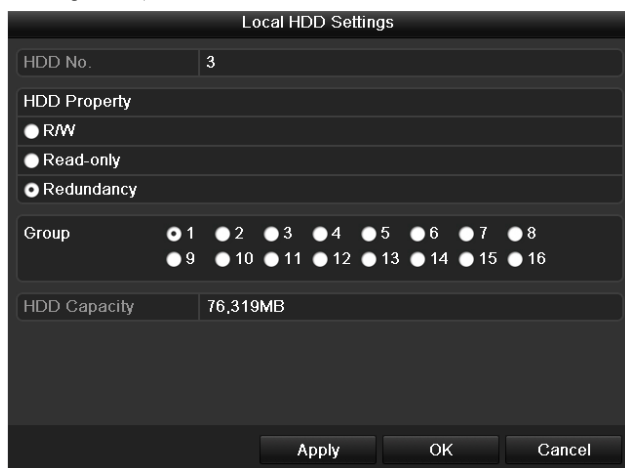 Local HDD Settings
HDD No. 3
HDD Property
R/W
Read-only
Redundancy
Group 1 2 3 4 5 6 7 8
9 10 11 12 13 14 15 16
HDD Capacity 76,319MB
Apply OK Cancel